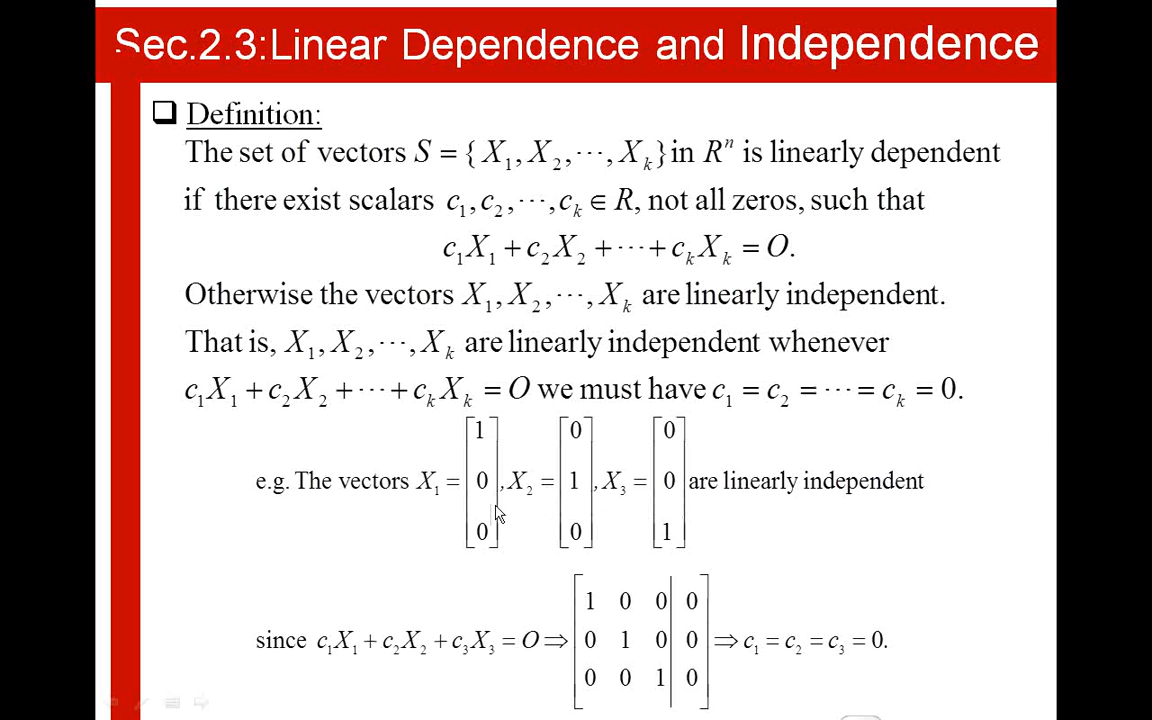 Sec.2.3:Linear Dependence and Independence
Definition:
The set of vectors S = { X₁, X₂, ⋯, Xₖ} in Rⁿ is linearly dependent
if there exist scalars c₁, c₂, ⋯, cₖ ∈ R, not all zeros, such that
c₁X₁ + c₂X₂ + ⋯ + cₖXₖ = O.
Otherwise the vectors X₁, X₂, ⋯, Xₖ are linearly independent.
That is, X₁, X₂, ⋯, Xₖ are linearly independent whenever
c₁X₁ + c₂X₂ + ⋯ + cₖXₖ = O we must have c₁ = c₂ = ⋯ = cₖ = 0.
e.g. The vectors X₁ = [1 0 0], X₂ = [0 1 0], X₃ = [0 0 1] are linearly independent
since c₁X₁ + c₂X₂ + c₃X₃ = O ⇒ [1 0 0 | 0
0 1 0 | 0
0 0 1 | 0] ⇒ c₁ = c₂ = c₃ = 0.